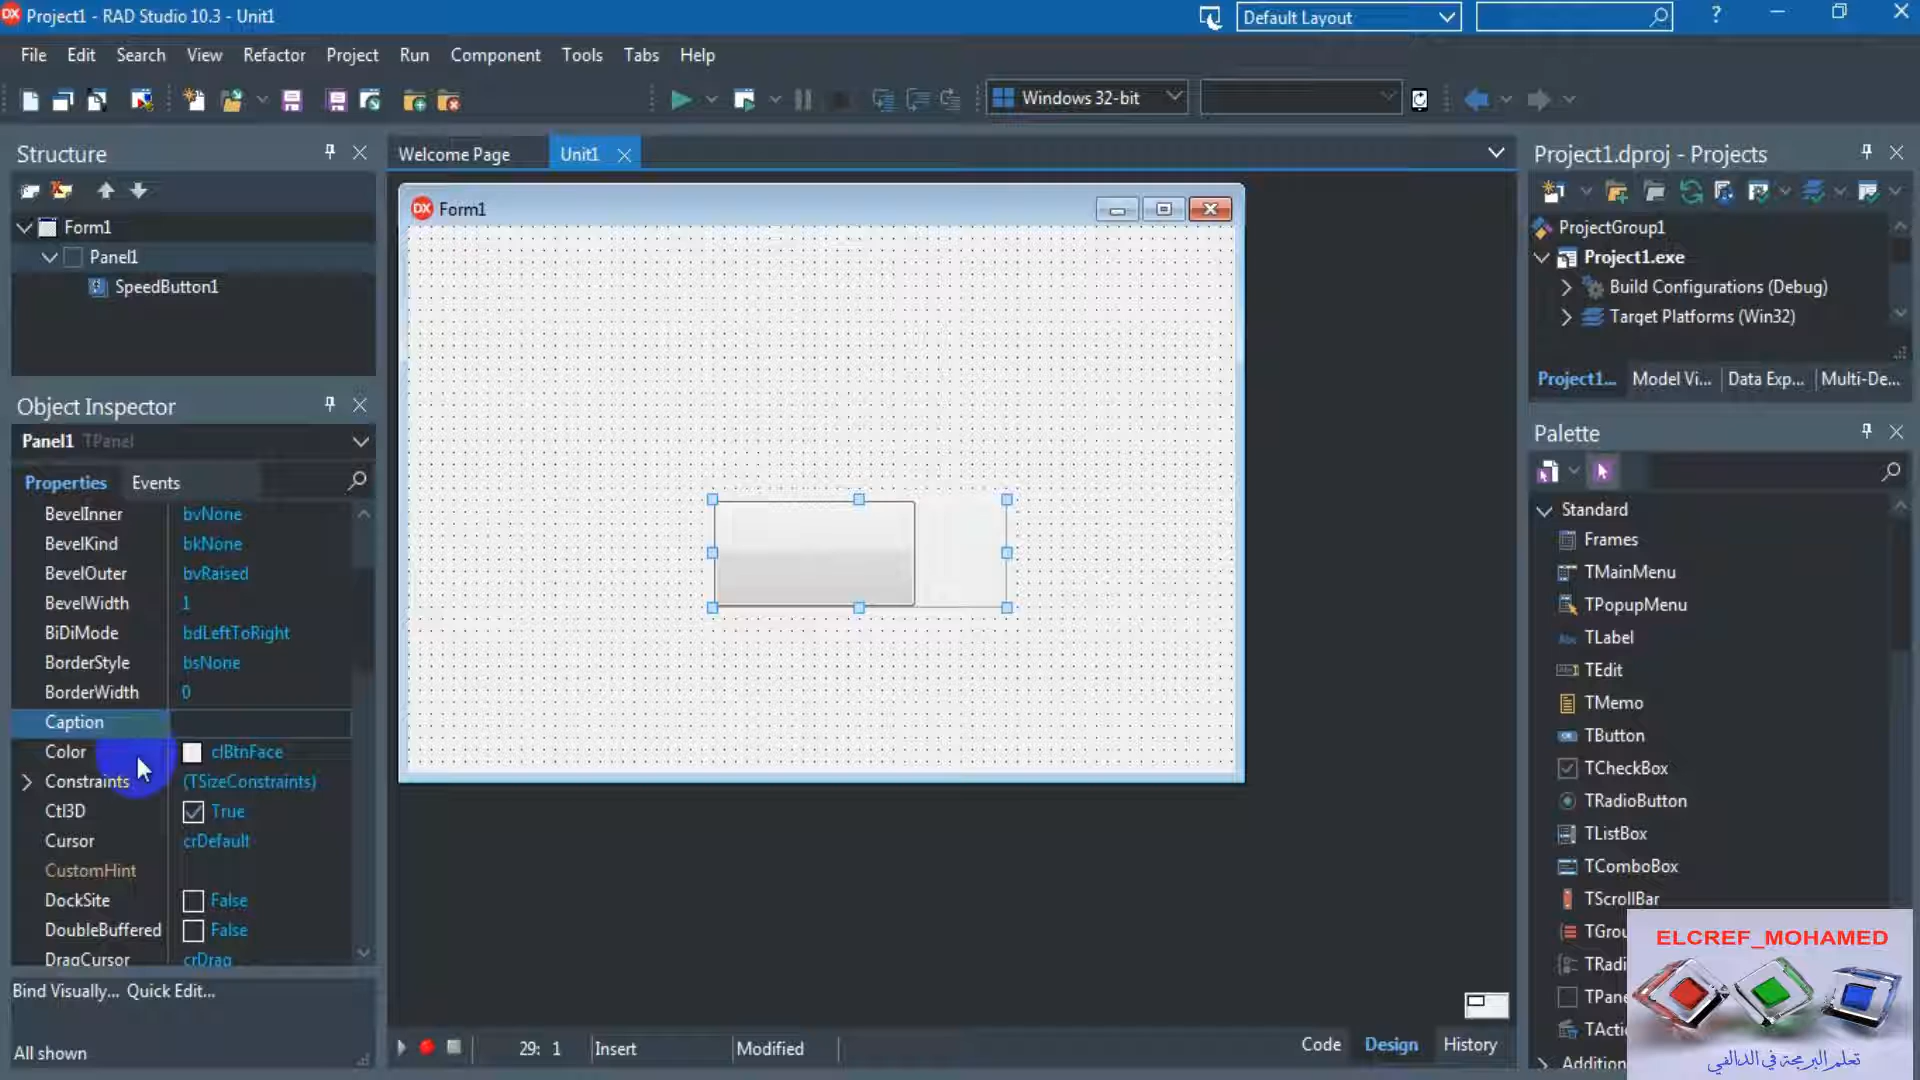 Project1 - RAD Studio 10.3 - Unit1
Default Layout
?
File Edit Search View Refactor Project Run Component Tools Tabs Help
Windows 32-bit
Structure
Form1
Panel1
SpeedButton1
Object Inspector
Panel1 TPanel
Properties Events
BevelInner bvNone
BevelKind bkNone
BevelOuter bvRaised
BevelWidth 1
BiDiMode bdLeftToRight
BorderStyle bsNone
BorderWidth 0
Caption
Color clBtnFace
Constraints (TSizeConstraints)
Ctl3D True
Cursor crDefault
CustomHint
DockSite False
DoubleBuffered False
DragCursor crDrag
Bind Visually... Quick Edit...
All shown
Welcome Page Unit1
Form1
29: 1 Insert Modified
Code Design History
Project1.dproj - Projects
ProjectGroup1
Project1.exe
Build Configurations (Debug)
Target Platforms (Win32)
Project1... Model Vi... Data Exp... Multi-De...
Palette
Standard
Frames
TMainMenu
TPopupMenu
TLabel
TEdit
TMemo
TButton
TCheckBox
TRadioButton
TListBox
TComboBox
TScrollBar
TGrou
TRadi
TPane
TActi
Addition
ELCREF_MOHAMED
تعلم البرمجة في الدالفي